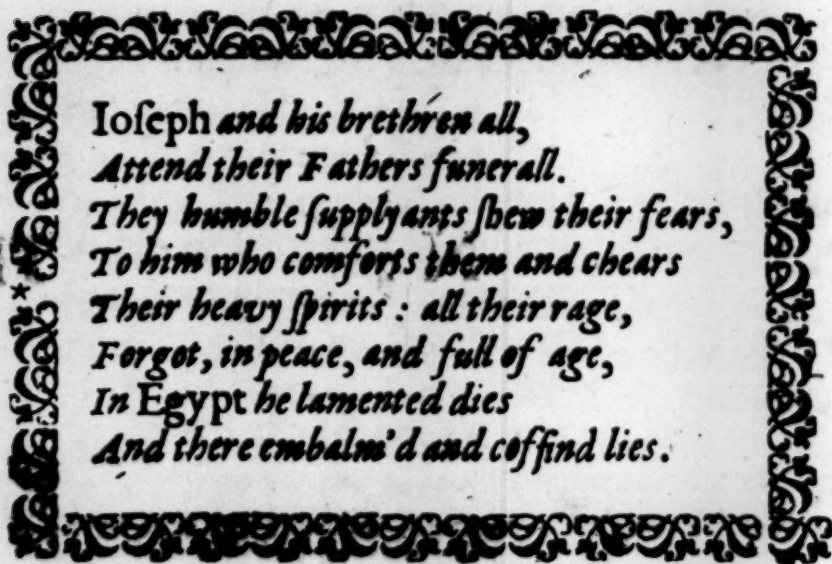 Ioſeph and his brethren all,
Attend their Fathers funerall.
They humble ſupplyants ſhew their fears,
To him who comforts them and chears
Their heavy ſpirits : all their rage,
Forgot, in peace, and full of age,
In Egypt he lamented dies
And there embalm'd and coffind lies.